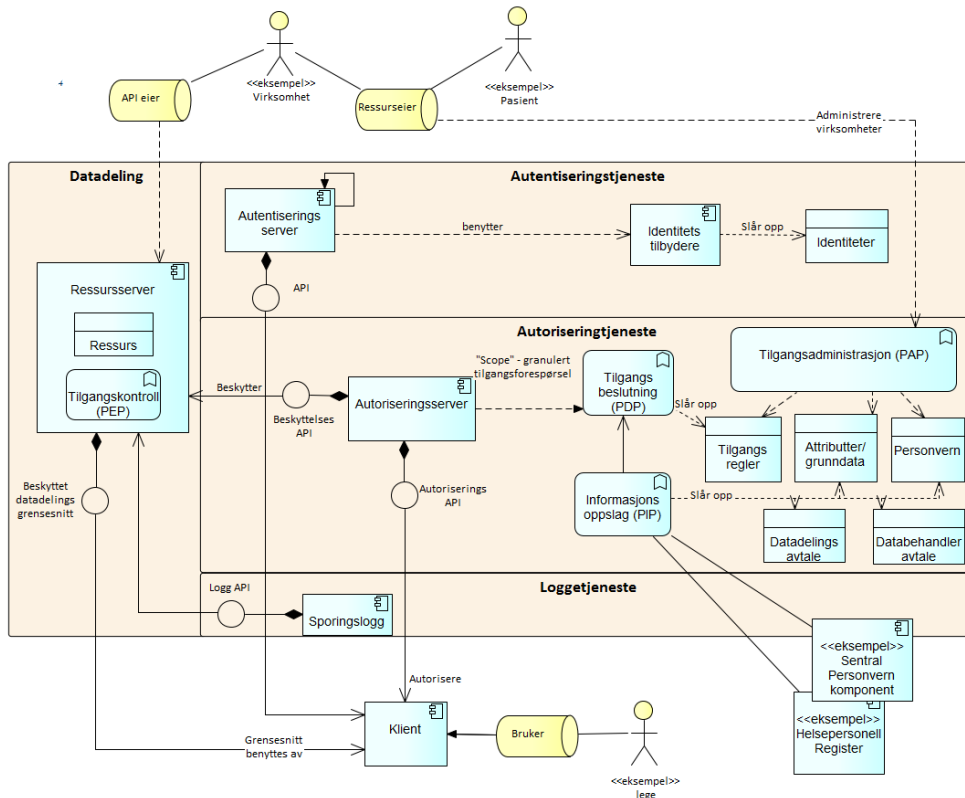 <<eksempel>>
Virksomhet
<<eksempel>>
Pasient
API eier
Ressurseier
Administrere
virksomheter
Datadeling
Autentiseringstjeneste
Autentiserings
server
benytter
Identitets
tilbydere
Slår opp
Identiteter
API
Ressursserver
Ressurs
Tilgangskontroll
(PEP)
Autoriseringtjeneste
"Scope" - granulert
tilgangsforespørsel
Tilgangs
beslutning
(PDP)
Tilgangsadministrasjon (PAP)
Beskytter
Beskyttelses
API
Autoriseringsserver
Slår opp
Tilgangs
regler
Attributter/
grunndata
Personvern
Beskyttet
datadelings
grensesnitt
Autoriserings
API
Informasjons
oppslag (PIP)
Slår opp
Datadelings
avtale
Databehandler
avtale
Loggetjeneste
Logg API
Sporingslogg
<<eksempel>>
Sentral
Personvern
komponent
Autorisere
Klient
Bruker
<<eksempel>>
Helsepersonell
Register
Grensesnitt
benyttes av
<<eksempel>>
lege